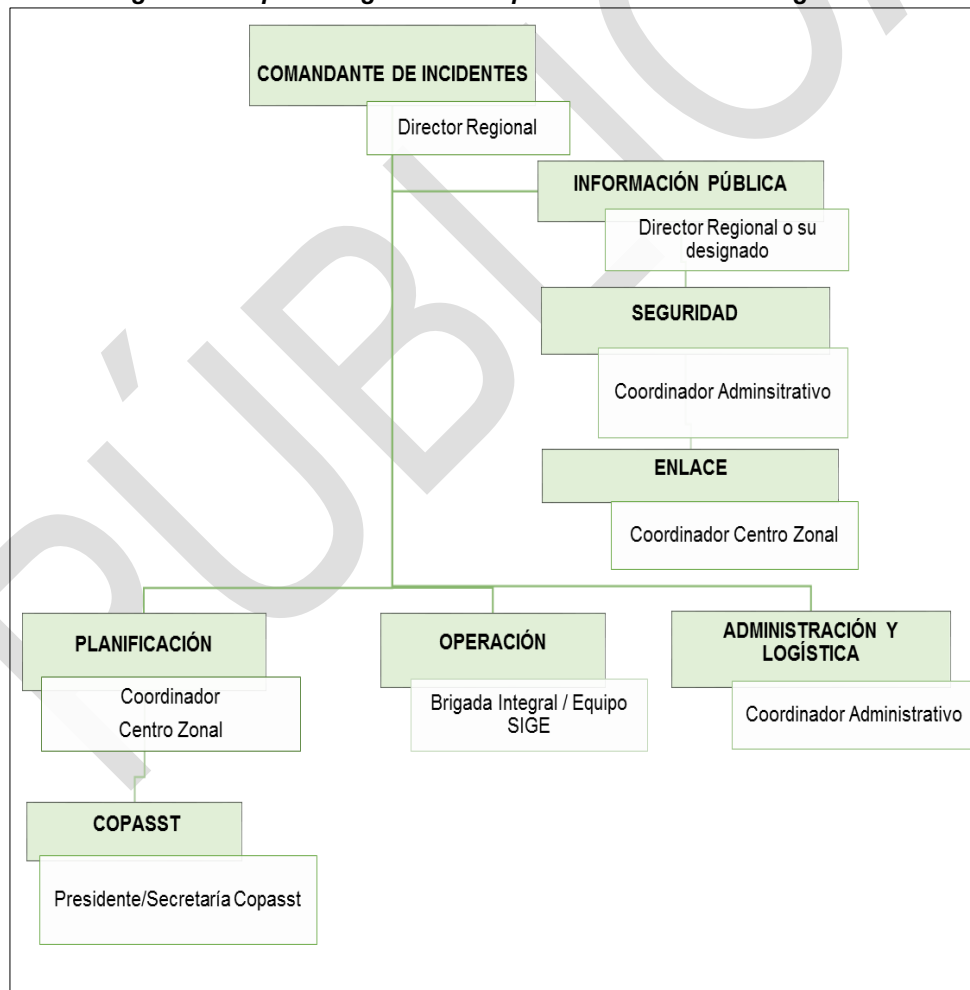 COMANDANTE DE INCIDENTES
Director Regional
INFORMACIÓN PÚBLICA
Director Regional o su
designado
SEGURIDAD
Coordinador Adminsitrativo
ENLACE
Coordinador Centro Zonal
PLANIFICACIÓN
Coordinador
Centro Zonal
OPERACIÓN
Brigada Integral / Equipo
SIGE
ADMINISTRACIÓN Y
LOGÍSTICA
Coordinador Administrativo
COPASST
Presidente/Secretaría Copasst
PÚBLICA